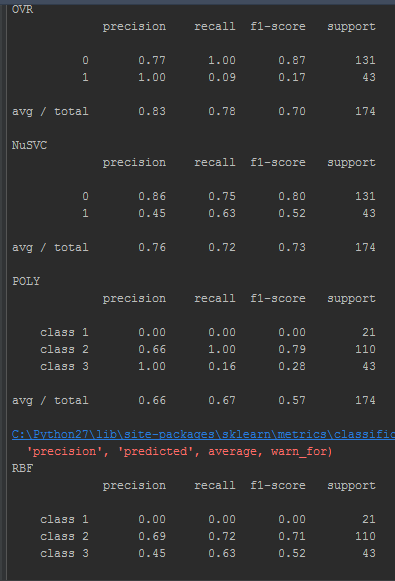 OVR
precision recall f1-score support
0 0.77 1.00 0.87 131
1 1.00 0.09 0.17 43
avg / total 0.83 0.78 0.70 174
NuSVC
precision recall f1-score support
0 0.86 0.75 0.80 131
1 0.45 0.63 0.52 43
avg / total 0.76 0.72 0.73 174
POLY
precision recall f1-score support
class 1 0.00 0.00 0.00 21
class 2 0.66 1.00 0.79 110
class 3 1.00 0.16 0.28 43
avg / total 0.66 0.67 0.57 174
C:\Python27\lib\site-packages\sklearn\metrics\classific
'precision', 'predicted', average, warn_for)
RBF
precision recall f1-score support
class 1 0.00 0.00 0.00 21
class 2 0.69 0.72 0.71 110
class 3 0.45 0.63 0.52 43